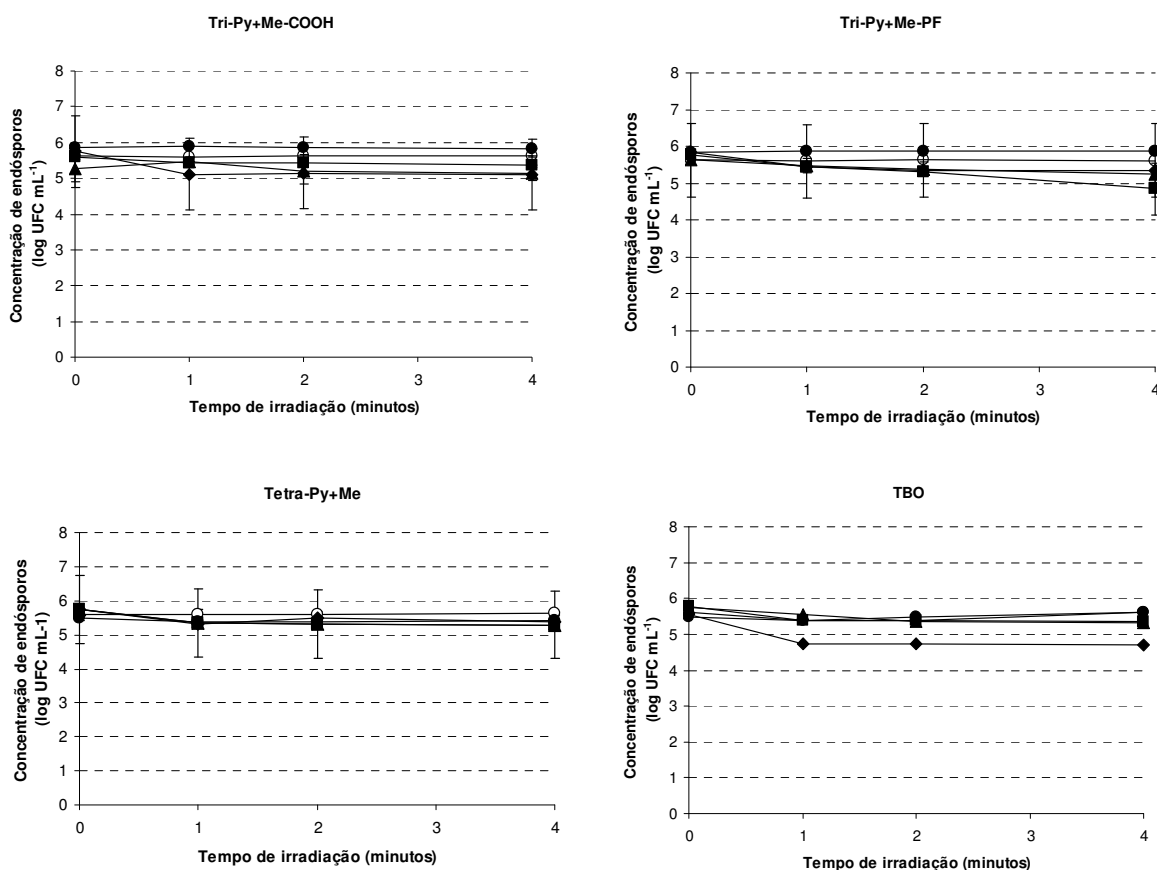 Tri-Py+Me-COOH
Concentração de endósporos
(log UFC mL-1)
8
7
6
5
4
3
2
1
0
0 1 2 3 4
Tempo de irradiação (minutos)
Tri-Py+Me-PF
Concentração de endósporos
(log UFC mL-1)
8
7
6
5
4
3
2
1
0
0 1 2 3 4
Tempo de irradiação (minutos)
Tetra-Py+Me
Concentração de endósporos
(log UFC mL-1)
8
7
6
5
4
3
2
1
0
0 1 2 3 4
Tempo de irradiação (minutos)
TBO
Concentração de endósporos
(log UFC mL-1)
8
7
6
5
4
3
2
1
0
0 1 2 3 4
Tempo de irradiação (minutos)